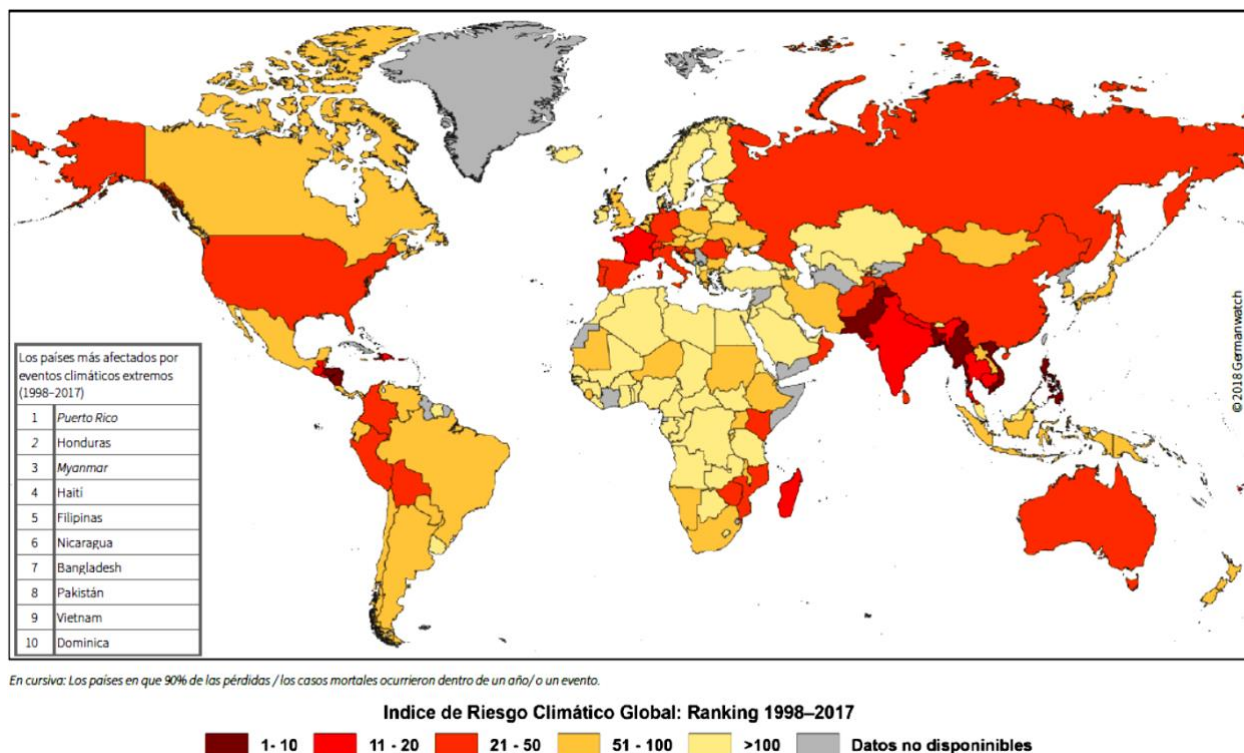 Los países más afectados por
eventos climáticos extremos
(1998–2017)
1 Puerto Rico
2 Honduras
3 Myanmar
4 Haití
5 Filipinas
6 Nicaragua
7 Bangladesh
8 Pakistán
9 Vietnam
10 Dominica
© 2018 Germanwatch
En cursiva: Los países en que 90% de las pérdidas / los casos mortales ocurrieron dentro de un año/ o un evento.
Indice de Riesgo Climático Global: Ranking 1998–2017
1- 10 11 - 20 21 - 50 51 - 100 >100 Datos no disponinibles